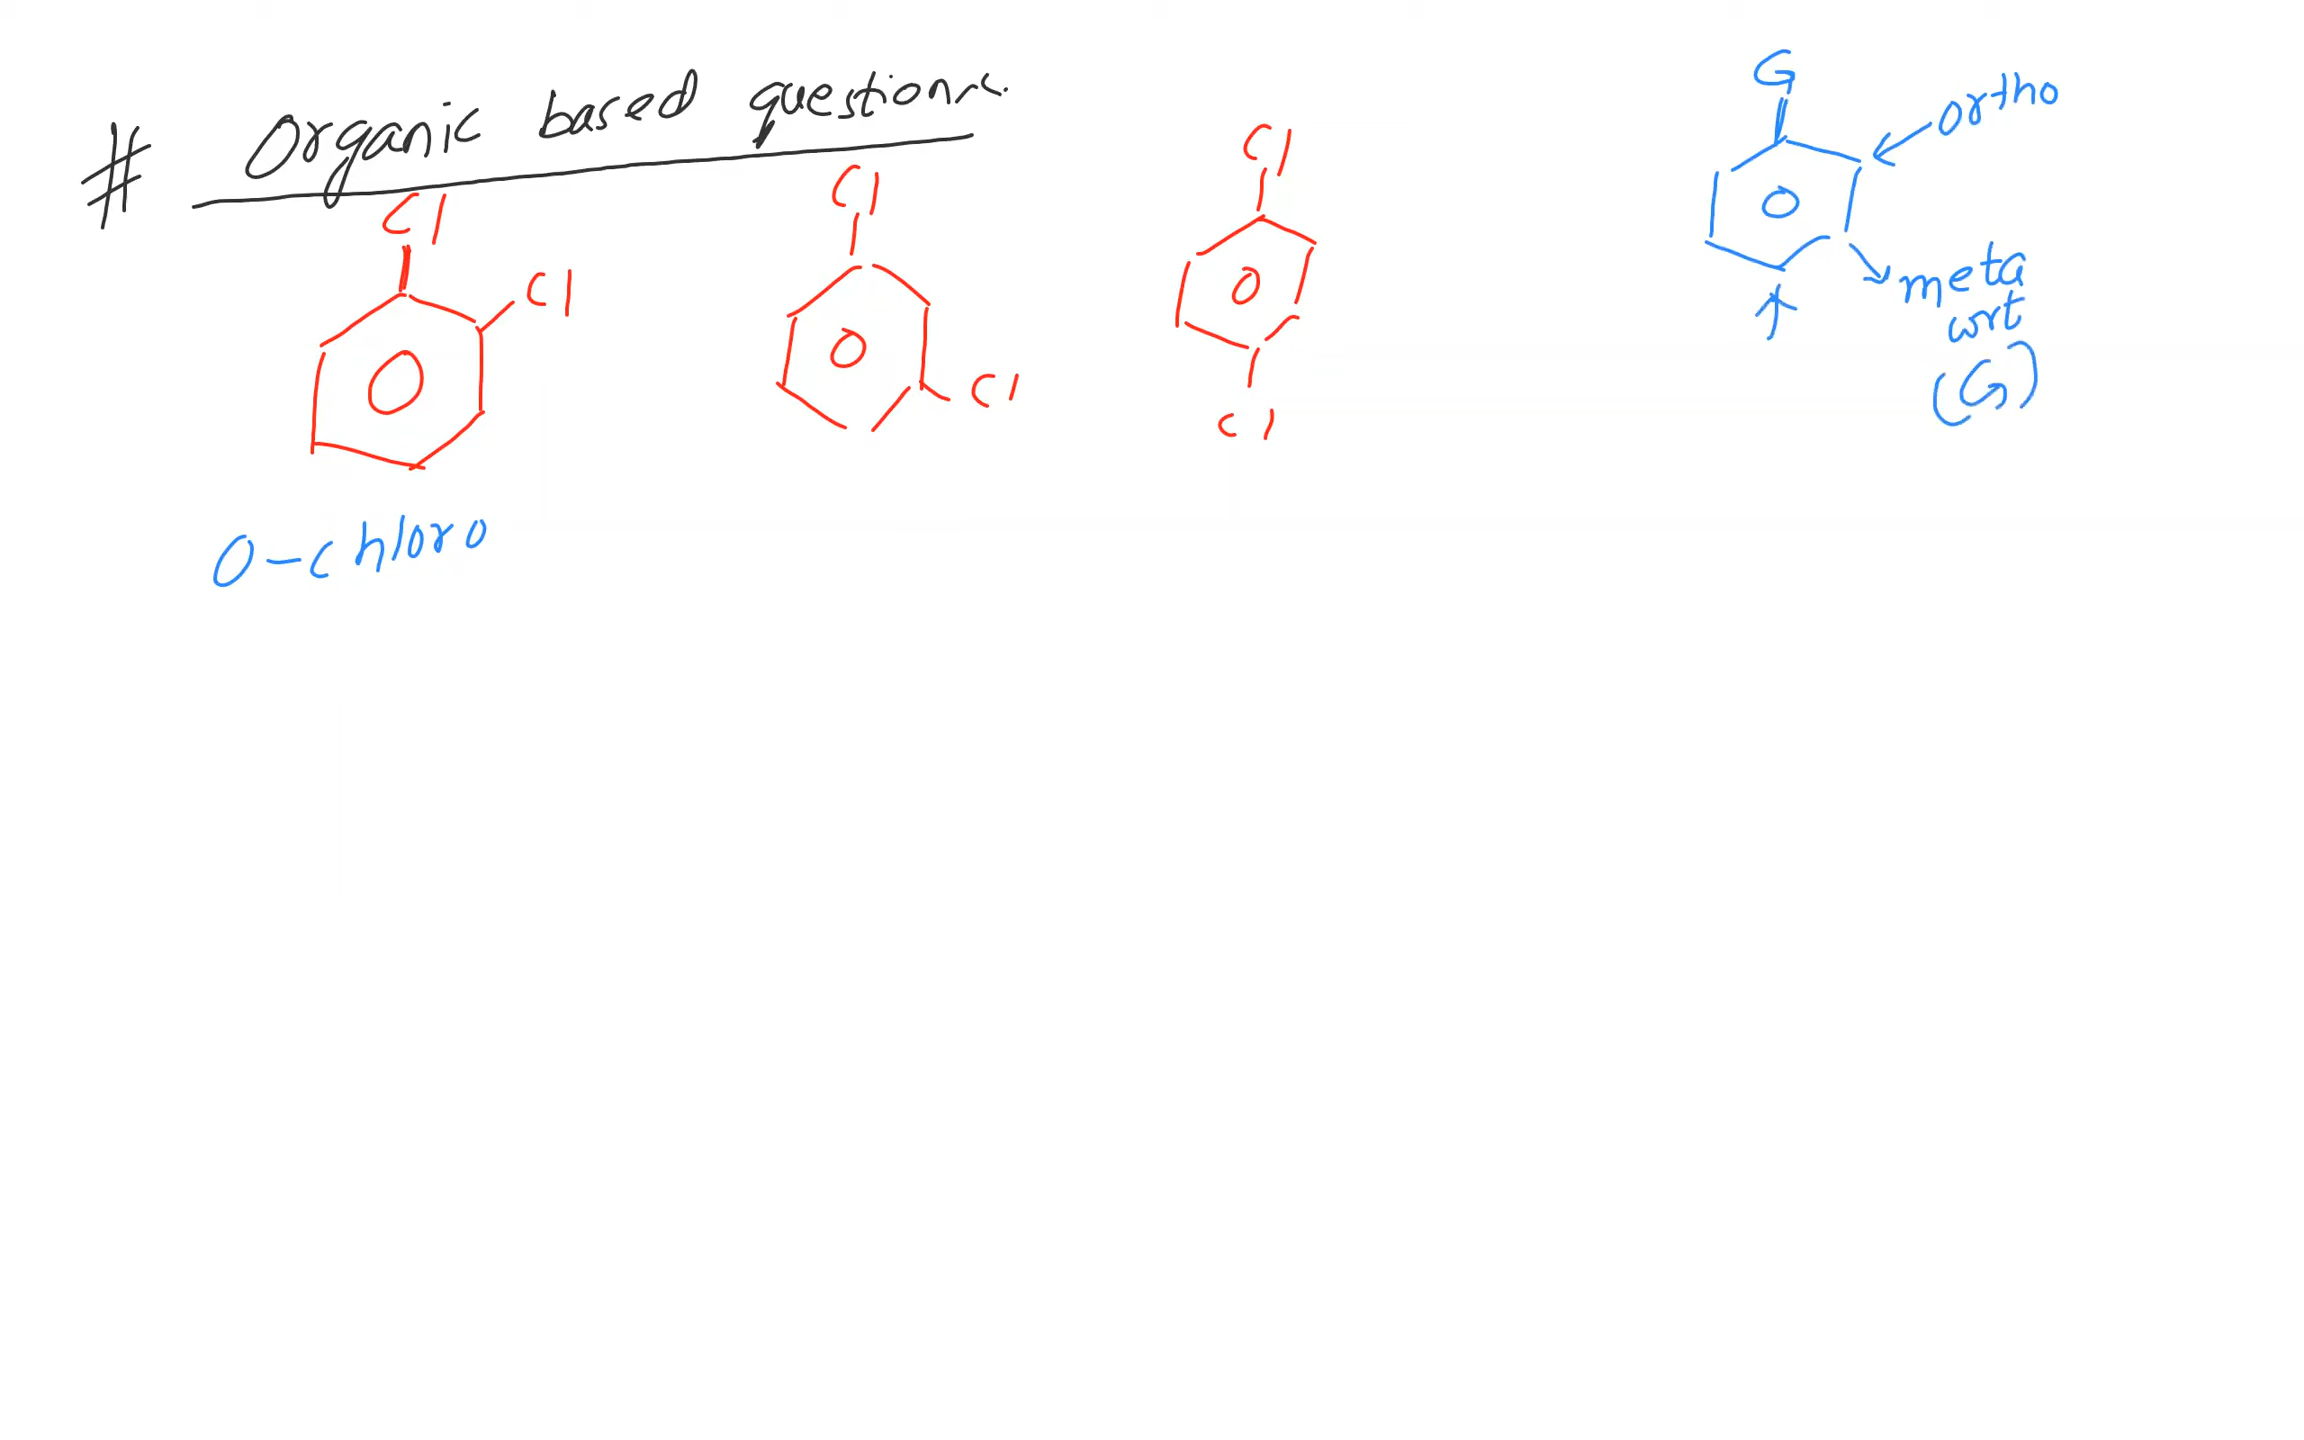 # Organic based questions.
Cl
Cl
Cl
Cl
Cl
Cl
G
ortho
meta
wrt
(G)
O-chloro